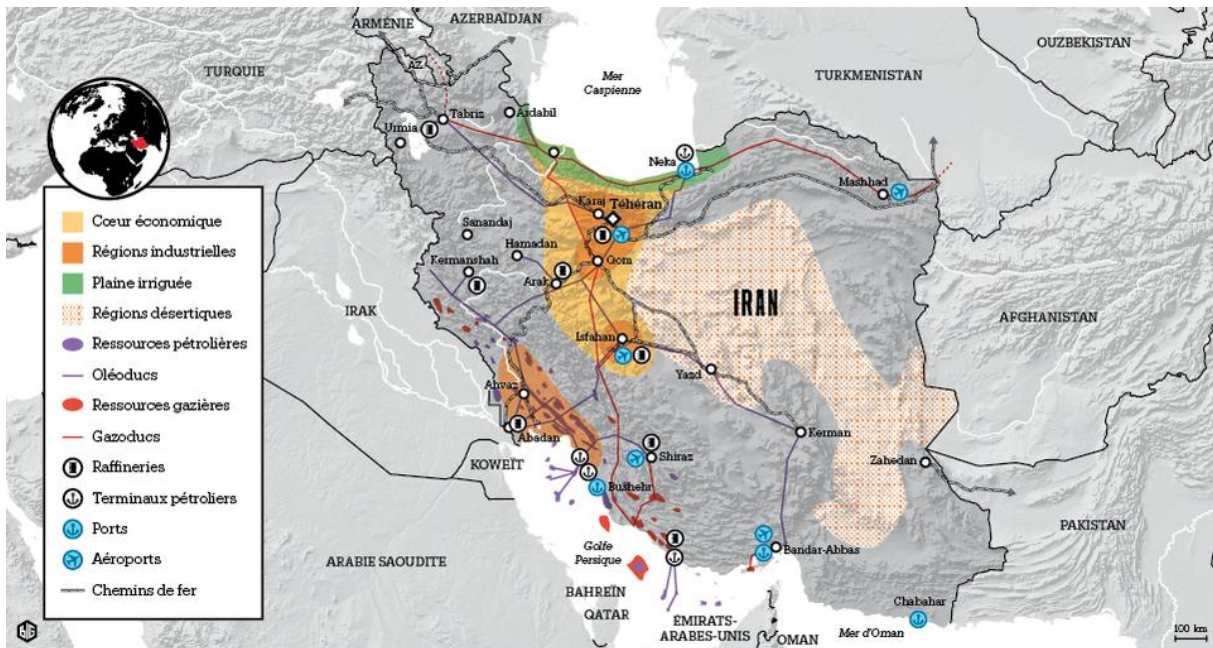 ARMÉNIE
AZERBAÏDJAN
OUZBEKISTAN
TURQUIE
AZ.
Mer
Caspienne
TURKMENISTAN
Tabriz
Ardabil
Urmia
Neka
Mashhad
Karaj
Téhéran
Sanandaj
Hamadan
Kermanshah
Qom
Arak
IRAN
IRAK
AFGHANISTAN
Isfahan
Yazd
Ahvaz
Abadan
Kerman
KOWEÏT
Shiraz
Zahedan
Bushehr
PAKISTAN
Golfe
Persique
Bandar-Abbas
ARABIE SAOUDITE
BAHREÏN
QATAR
Chabahar
ÉMIRATS-
ARABES-UNIS
OMAN
Mer d'Oman
100 km
Cœur économique
Régions industrielles
Plaine irriguée
Régions désertiques
Ressources pétrolières
Oléoducs
Ressources gazières
Gazoducs
Raffineries
Terminaux pétroliers
Ports
Aéroports
Chemins de fer